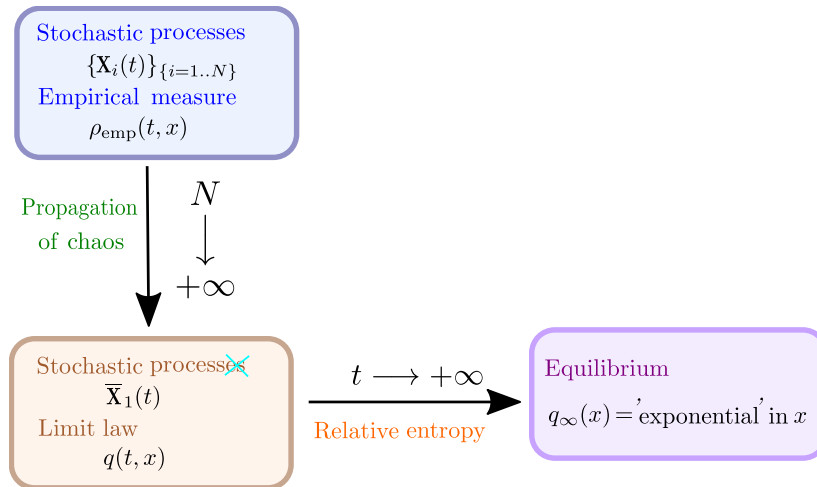 Stochastic processes
{X_i(t)}_{i=1..N}
Empirical measure
ρ_emp(t, x)
Propagation
of chaos
N
↓
+∞
Stochastic processes
X̅_1(t)
Limit law
q(t, x)
t ⟶ +∞
Relative entropy
Equilibrium
q_∞(x) = 'exponential' in x